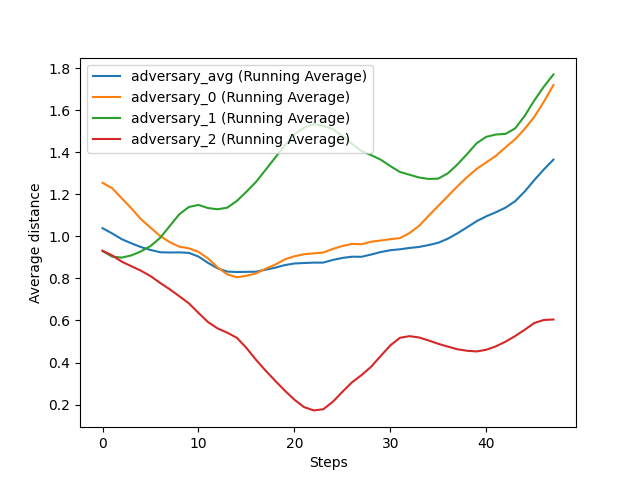 adversary_avg (Running Average)
adversary_0 (Running Average)
adversary_1 (Running Average)
adversary_2 (Running Average)
1.8
1.6
1.4
1.2
1.0
0.8
0.6
0.4
0.2
Average distance
0 10 20 30 40
Steps